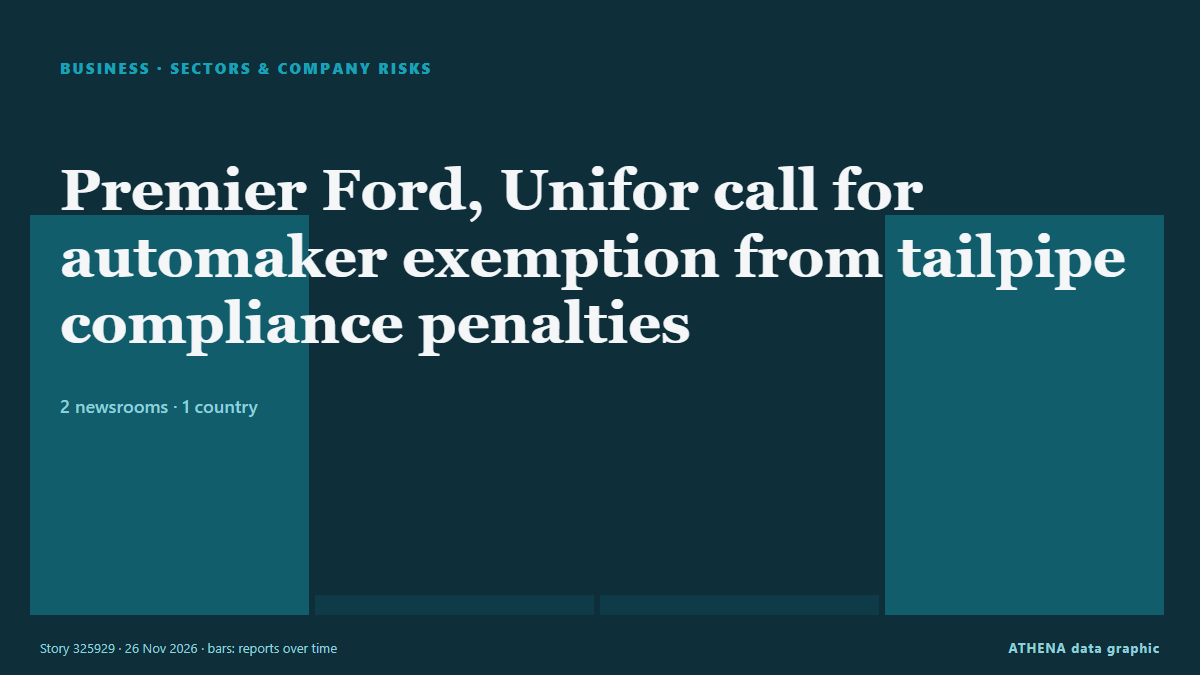 BUSINESS · SECTORS & COMPANY RISKS
Premier Ford, Unifor call for
automaker exemption from tailpipe
compliance penalties
2 newsrooms · 1 country
Story 325929 · 26 Nov 2026 · bars: reports over time
ATHENA data graphic